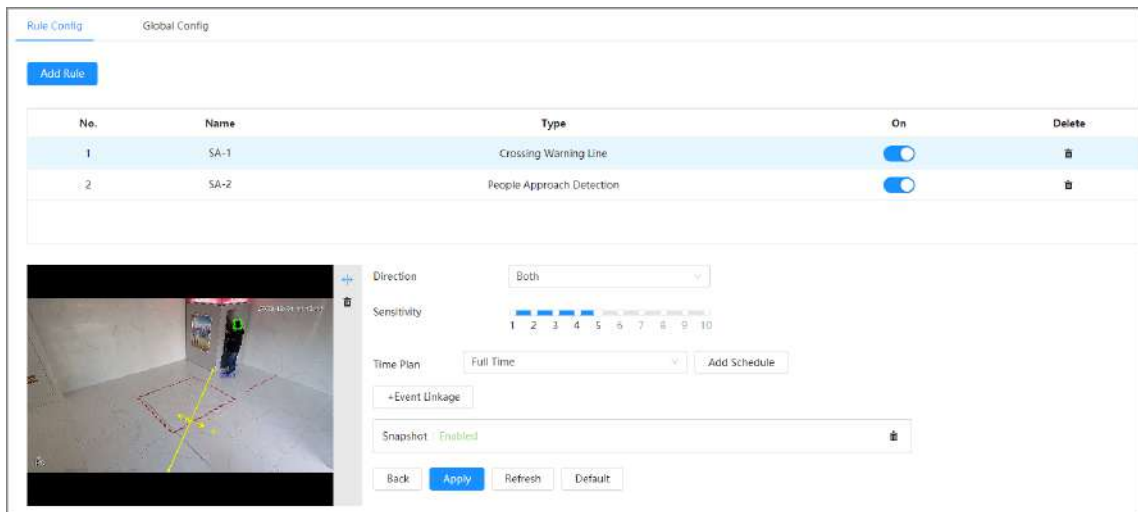 Rule Config Global Config
Add Rule
No. Name Type On Delete
1 SA-1 Crossing Warning Line
2 SA-2 People Approach Detection
Direction Both
Sensitivity
1 2 3 4 5 6 7 8 9 10
Time Plan Full Time Add Schedule
+Event Linkage
Snapshot Enabled
Back Apply Refresh Default